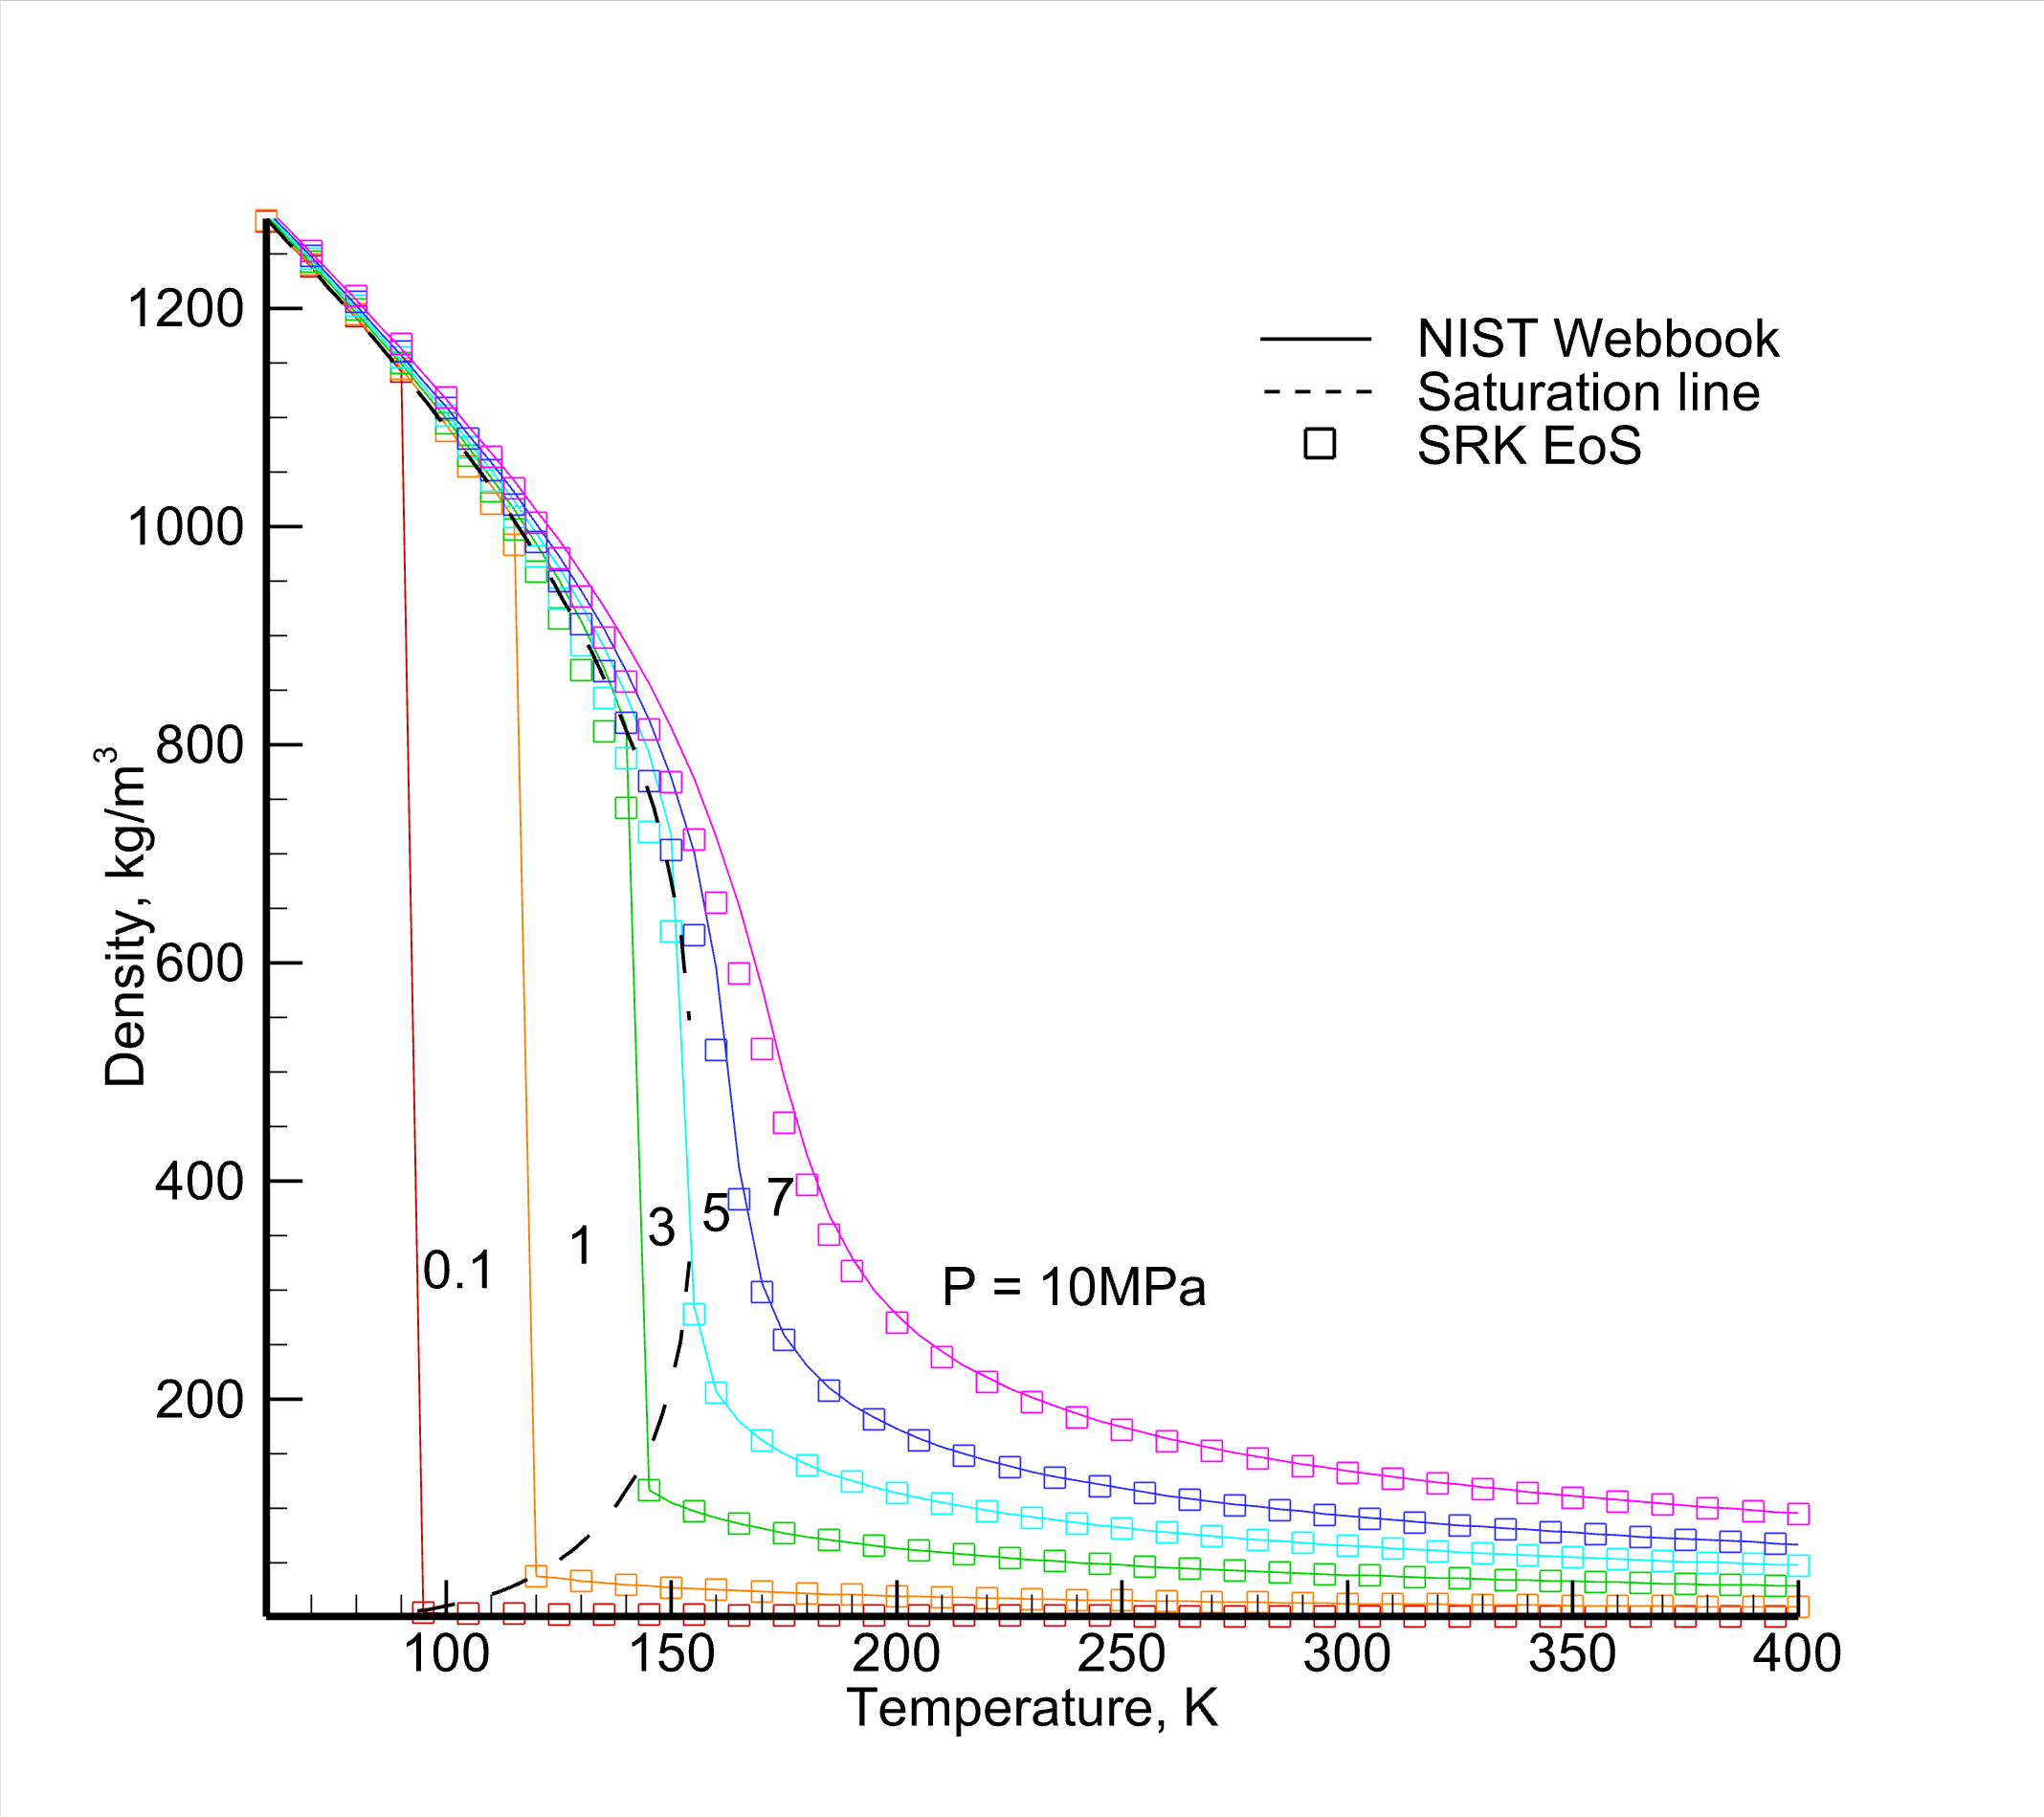 NIST Webbook
Saturation line
SRK EoS
1200
1000
800
600
400
200
Density, kg/m³
0.1
1
3
5
7
P = 10MPa
100 150 200 250 300 350 400
Temperature, K